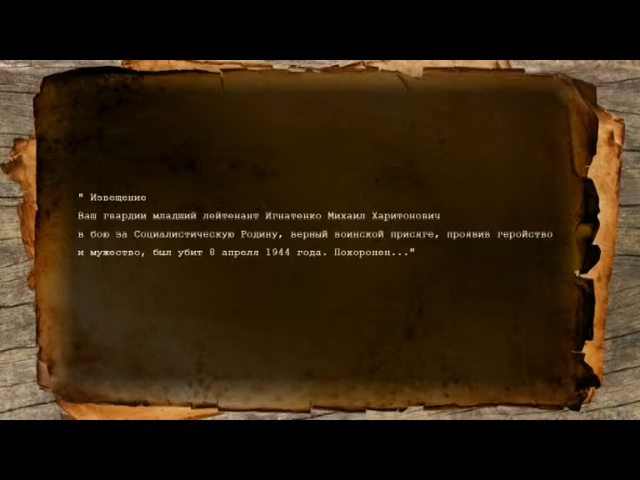 " Извещение
Ваш гвардии младший лейтенант Игнатенко Михаил Харитонович
в бою за Социалистическую Родину, верный воинской присяге, проявив геройство
и мужество, был убит 8 апреля 1944 года. Похоронен..."